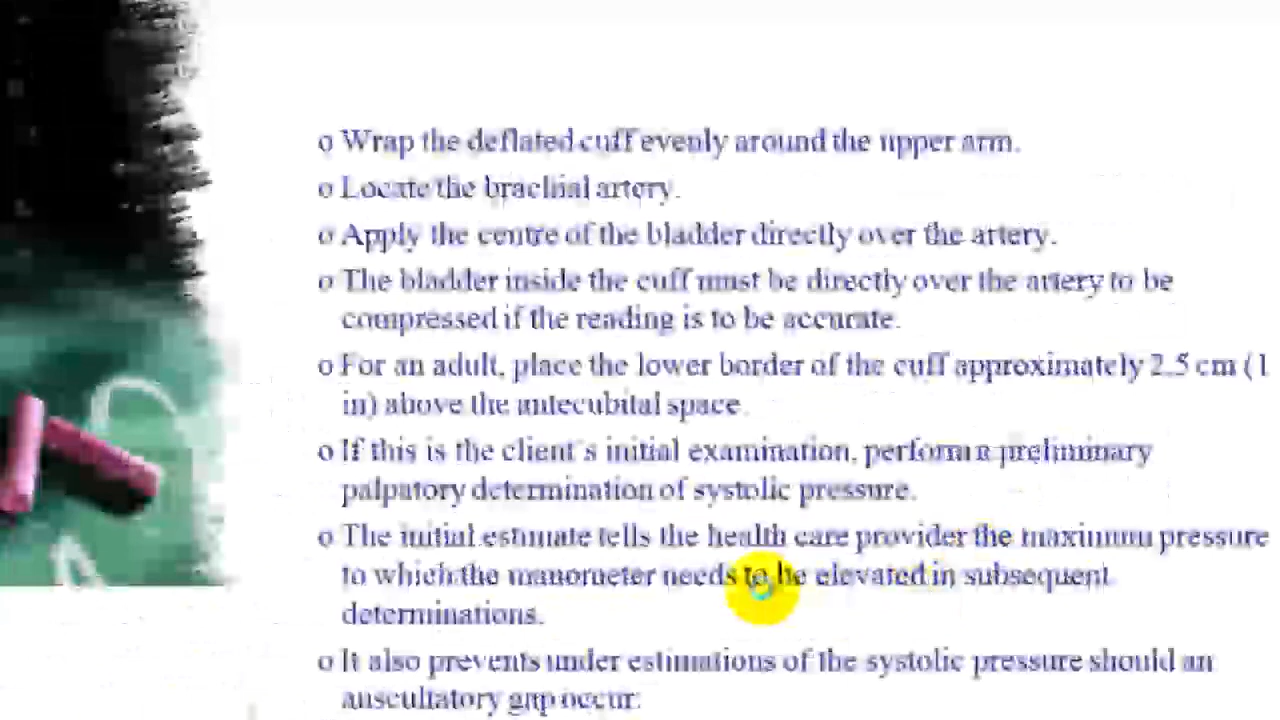 o Wrap the deflated cuff evenly around the upper arm.
o Locate the brachial artery.
o Apply the centre of the bladder directly over the artery.
o The bladder inside the cuff must be directly over the artery to be
compressed if the reading is to be accurate.
o For an adult, place the lower border of the cuff approximately 2.5 cm (1
in) above the antecubital space.
o If this is the client's initial examination, perform a preliminary
palpatory determination of systolic pressure.
o The initial estimate tells the health care provider the maximum pressure
to which the manometer needs to be elevated in subsequent
determinations.
o It also prevents under estimations of the systolic pressure should an
auscultatory gap occur.